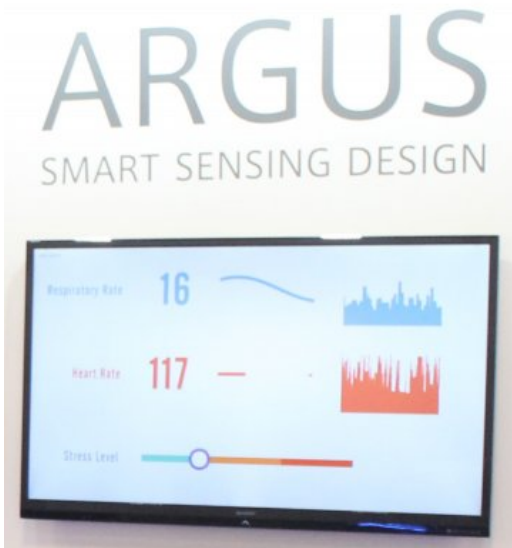 ARGUS
SMART SENSING DESIGN
Respiratory Rate 16
Heart Rate 117
Stress Level